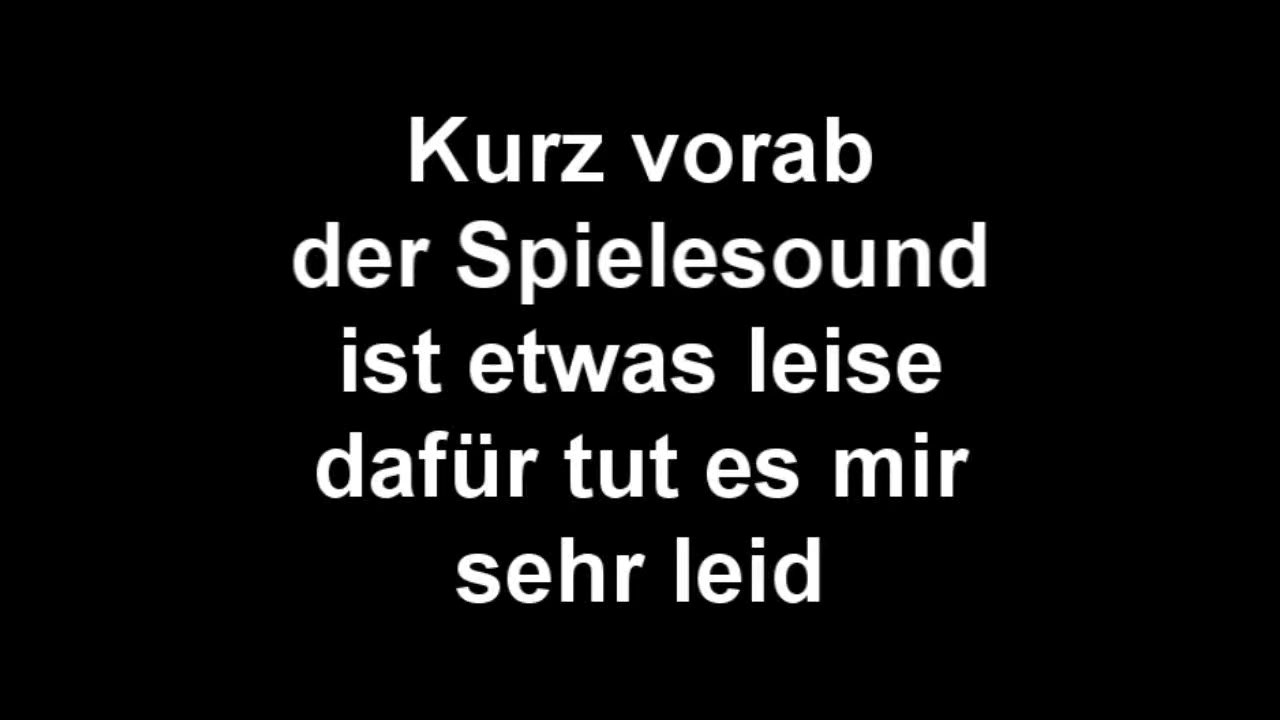 Kurz vorab
der Spielesound
ist etwas leise
dafür tut es mir
sehr leid